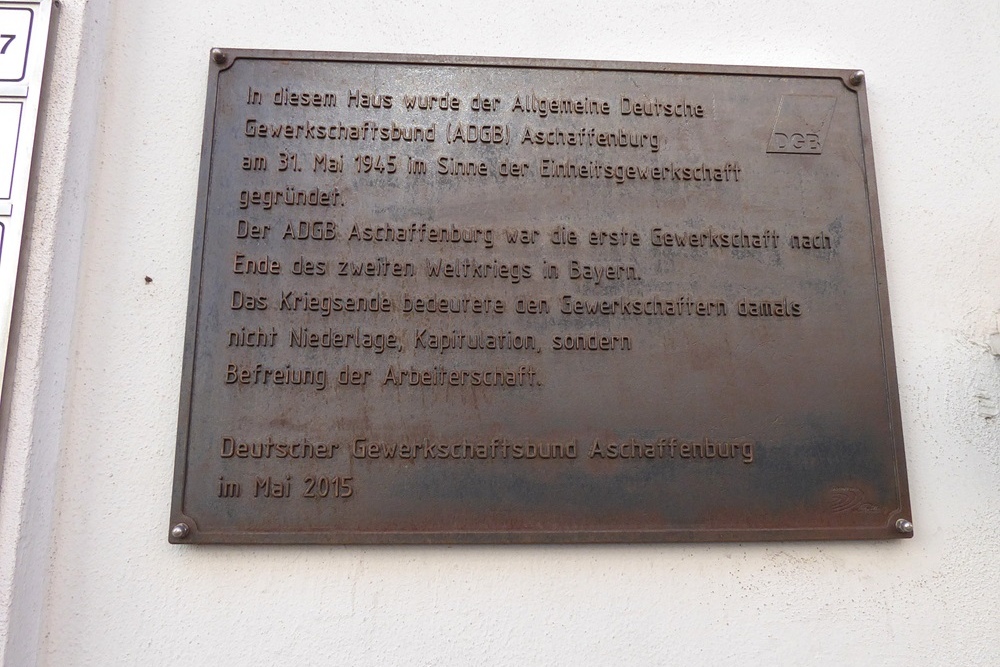 7
In diesem Haus wurde der Allgemeine Deutsche
Gewerkschaftsbund (ADGB) Aschaffenburg
am 31. Mai 1945 im Sinne der Einheitsgewerkschaft
gegründet.
Der ADGB Aschaffenburg war die erste Gewerkschaft nach
Ende des zweiten Weltkriegs in Bayern.
Das Kriegsende bedeutete den Gewerkschaftern damals
nicht Niederlage, Kapitulation, sondern
Befreiung der Arbeiterschaft.
Deutscher Gewerkschaftsbund Aschaffenburg
im Mai 2015
DGB